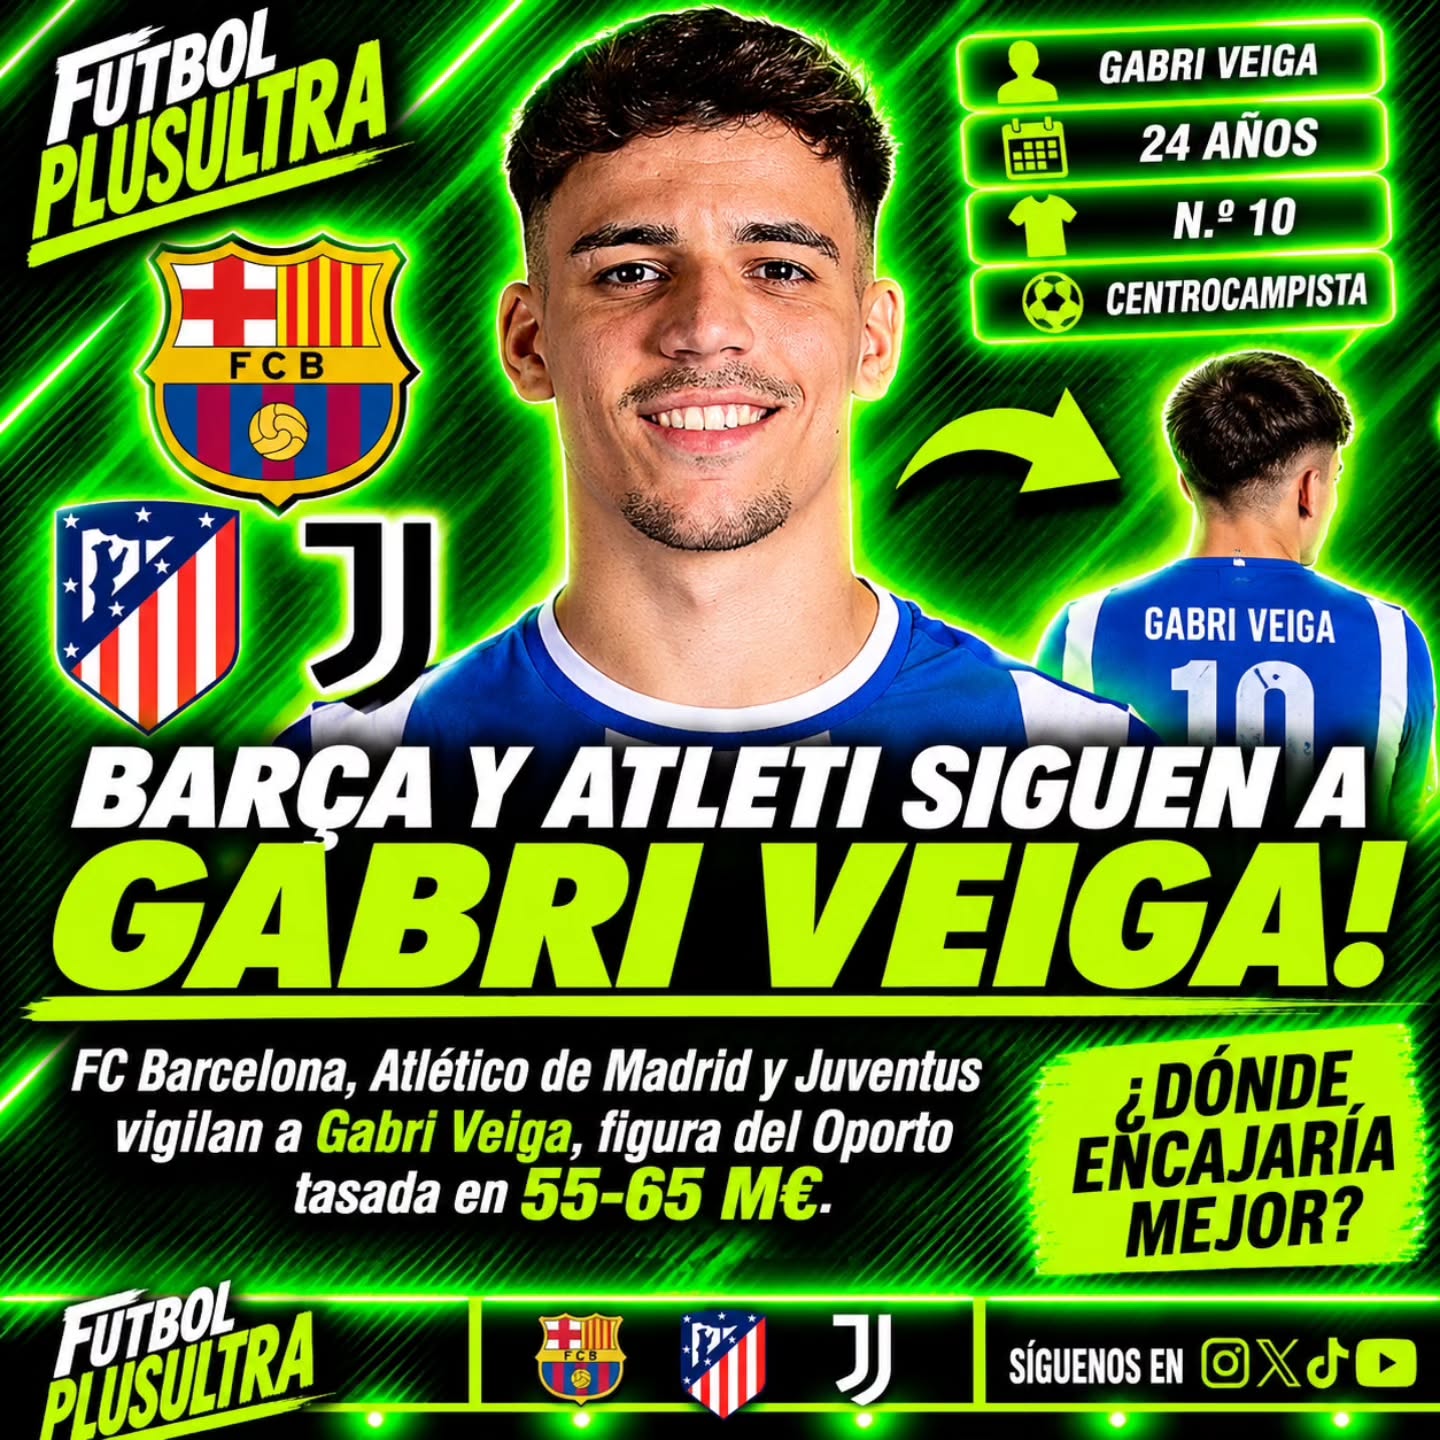 FUTBOL
PLUSULTRA
GABRI VEIGA
24 AÑOS
N.º 10
CENTROCAMPISTA
FCB
GABRI VEIGA
10
BARÇA Y ATLETI SIGUEN A
GABRI VEIGA!
FC Barcelona, Atlético de Madrid y Juventus
vigilan a Gabri Veiga, figura del Oporto
tasada en 55-65 M€.
¿DÓNDE
ENCAJARÍA
MEJOR?
FUTBOL
PLUSULTRA
FCB
SÍGUENOS EN